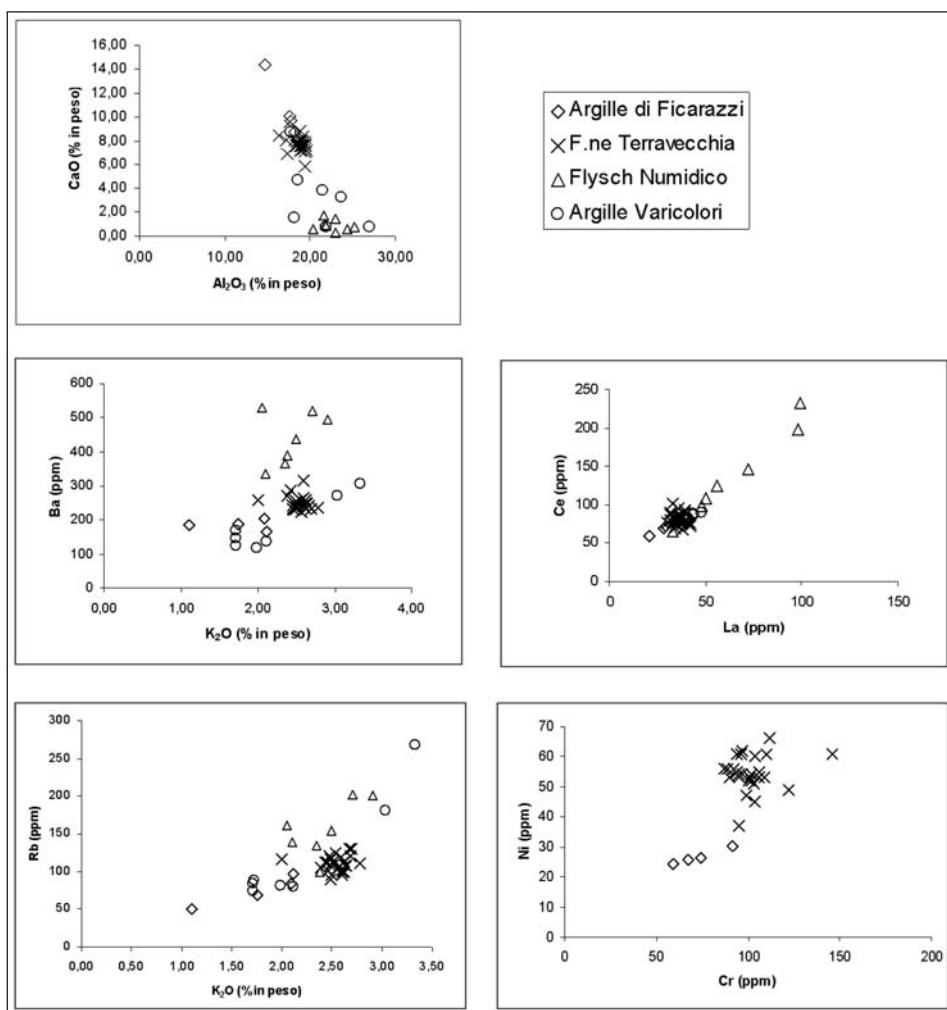 16,00
14,00
12,00
10,00
8,00
6,00
4,00
2,00
0,00
CaO (% in peso)
0,00 10,00 20,00 30,00
Al₂O₃ (% in peso)
Argille di Ficarazzi
F.ne Terravecchia
Flysch Numidico
Argille Varicolori
600
500
400
300
200
100
0
Ba (ppm)
0,00 1,00 2,00 3,00 4,00
K₂O (% in peso)
250
200
150
100
50
0
Ce (ppm)
0 50 100 150
La (ppm)
300
250
200
150
100
50
0
Rb (ppm)
0,00 0,50 1,00 1,50 2,00 2,50 3,00 3,50
K₂O (% in peso)
70
60
50
40
30
20
10
0
Ni (ppm)
0 50 100 150 200
Cr (ppm)